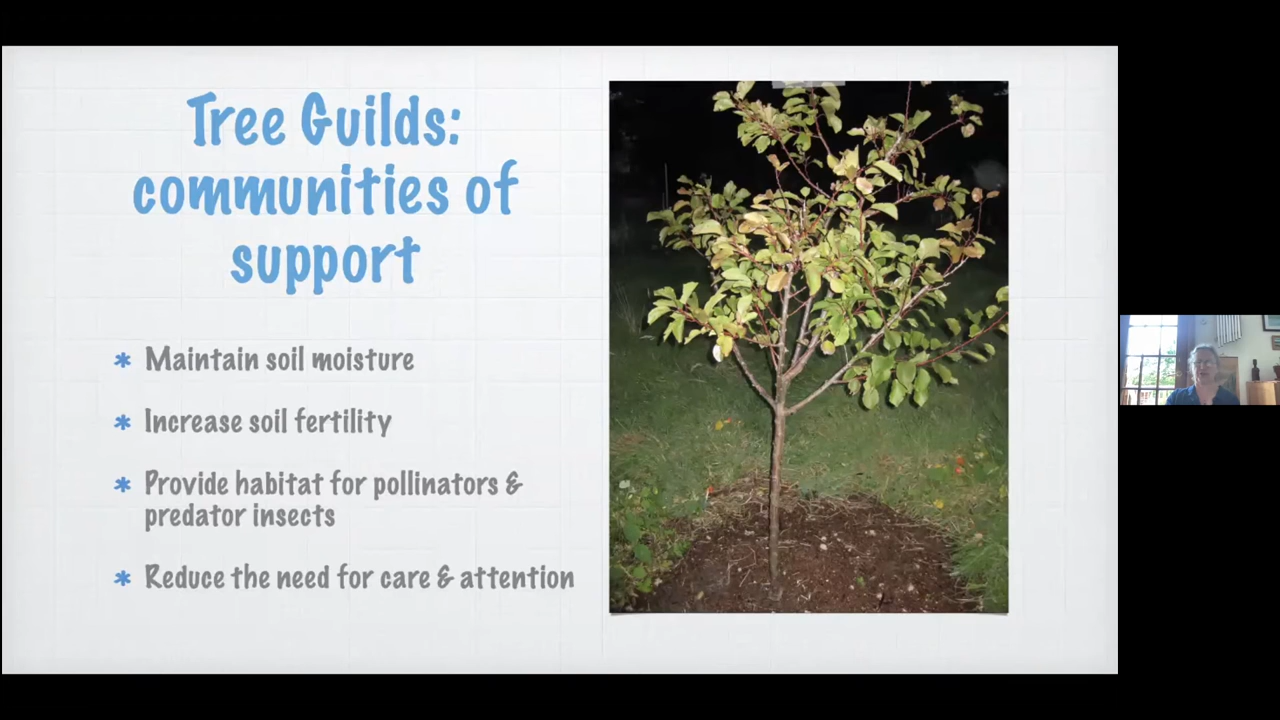 Tree Guilds:
communities of
support
* Maintain soil moisture
* Increase soil fertility
* Provide habitat for pollinators &
predator insects
* Reduce the need for care & attention